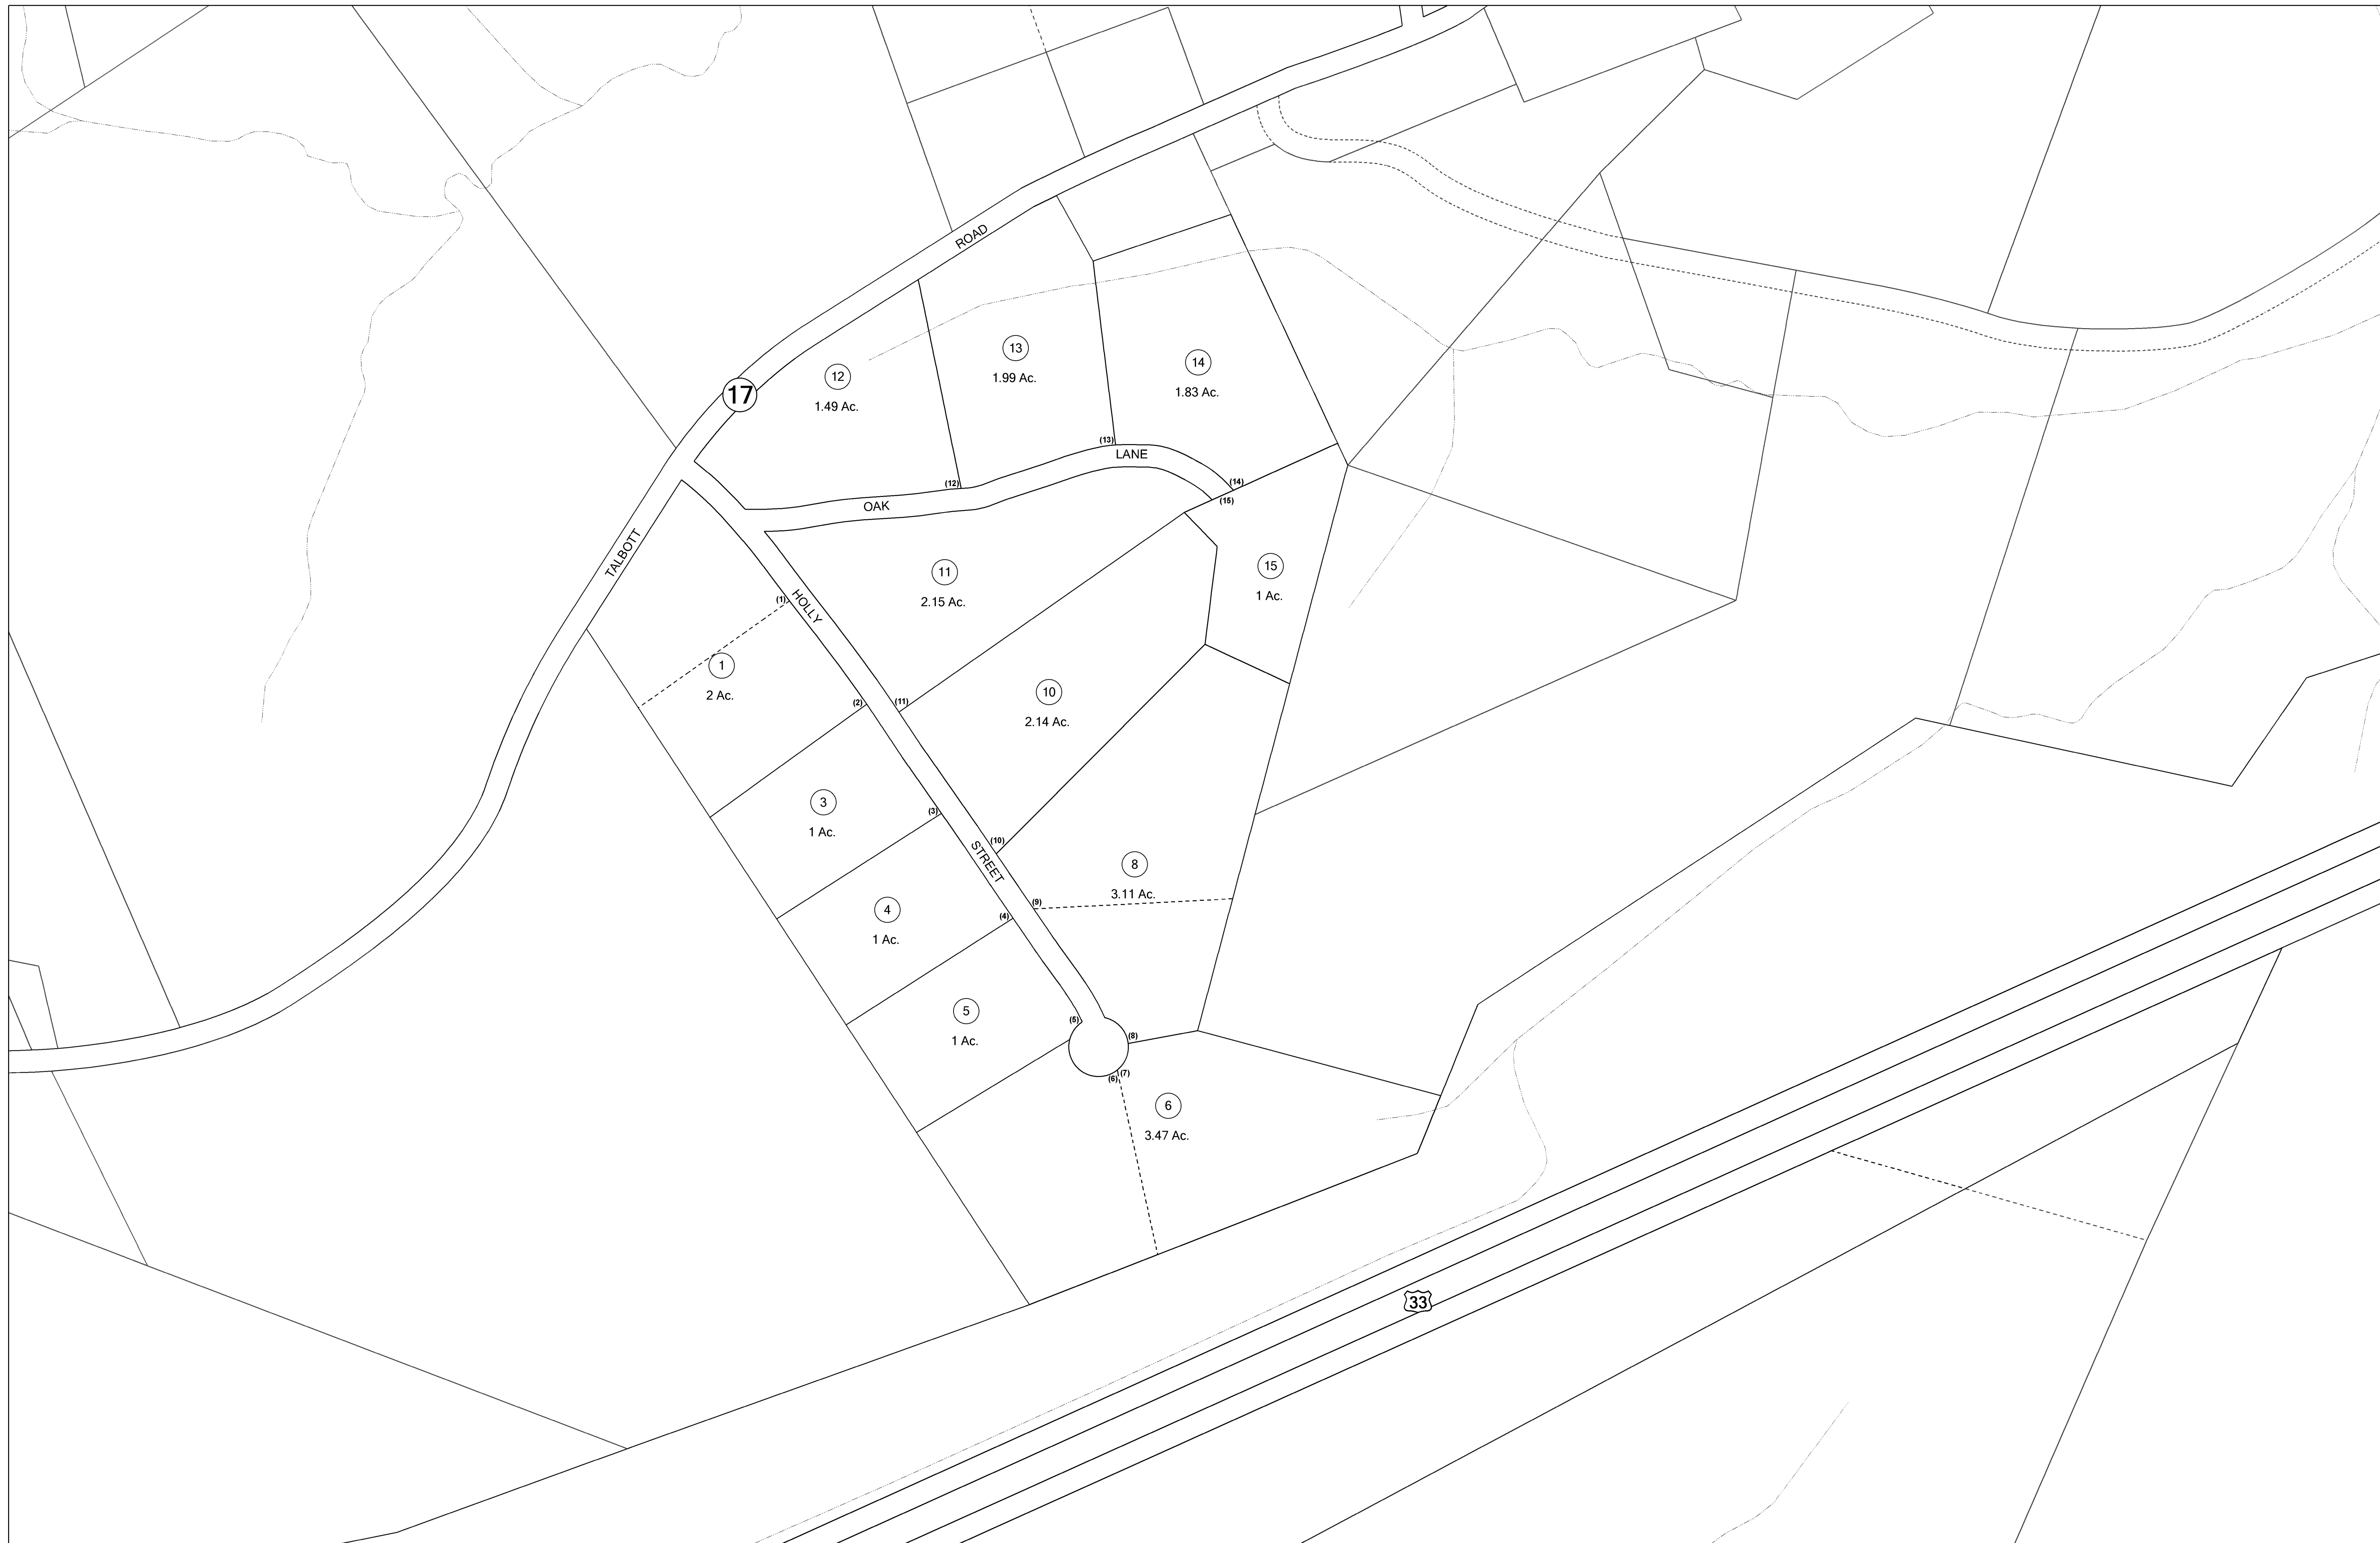 ROAD
13
1.99 Ac.
14
1.83 Ac.
12
1.49 Ac.
17
(13)
LANE
(12)
(14)
(15)
OAK
TALBOTT
11
2.15 Ac.
15
1 Ac.
(1)
HOLLY
1
2 Ac.
10
2.14 Ac.
(2)
(11)
3
1 Ac.
(3)
(10)
STREET
8
3.11 Ac.
(9)
4
1 Ac.
(4)
5
1 Ac.
(5)
(8)
(6)
(7)
6
3.47 Ac.
33